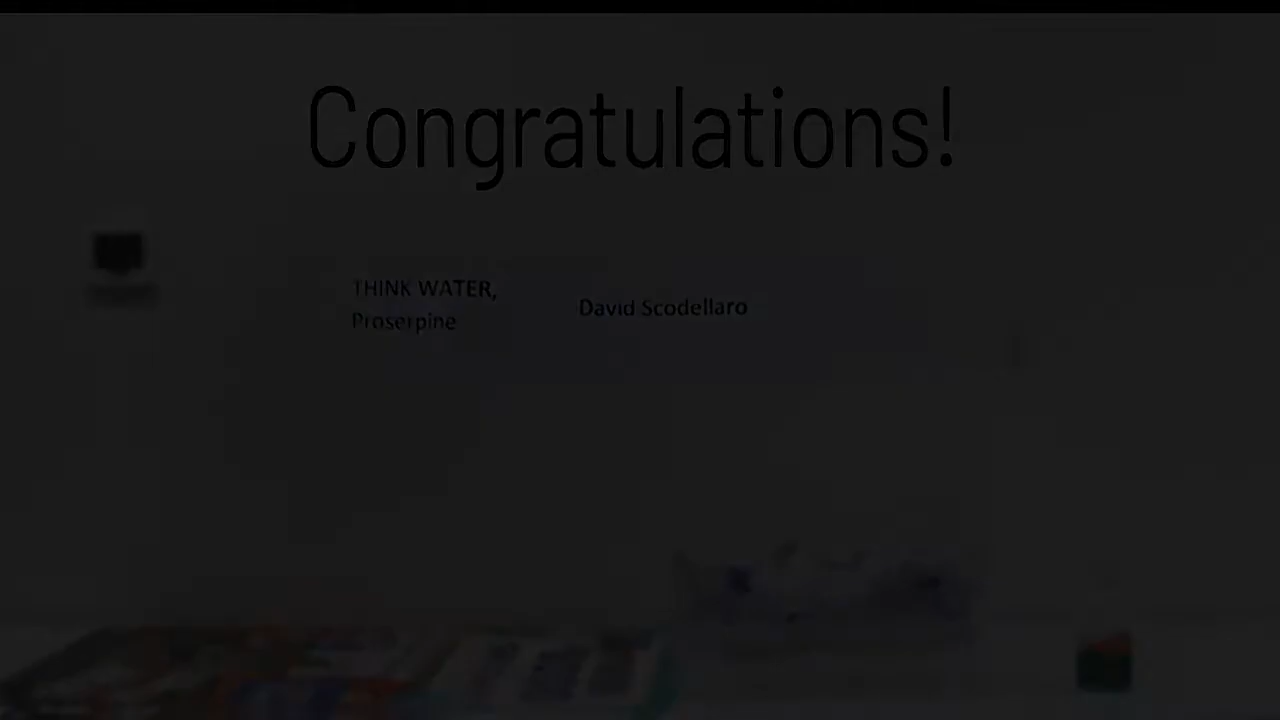 Congratulations!
THINK WATER,
Proserpine
David Scodellaro